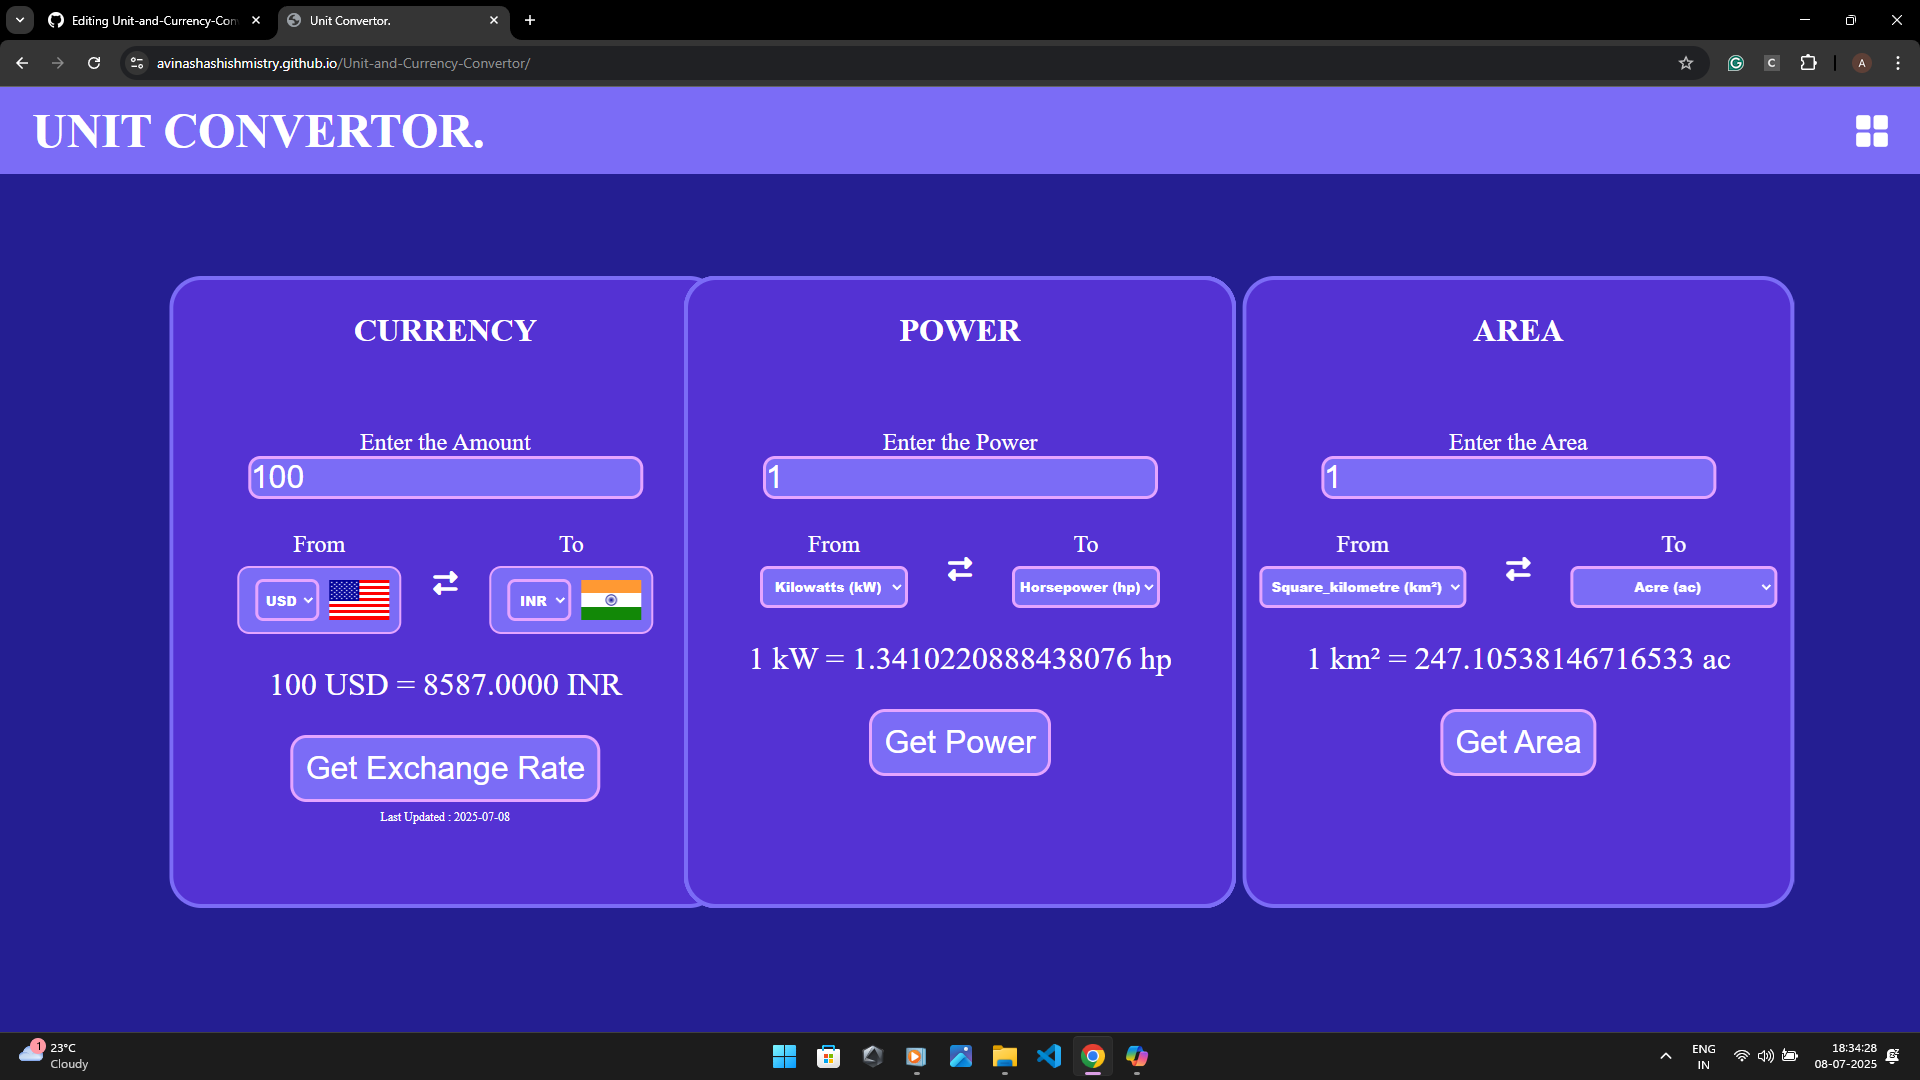 Editing Unit-and-Currency-Con
Unit Convertor.
avinashashishmistry.github.io/Unit-and-Currency-Convertor/
C
A
UNIT CONVERTOR.
CURRENCY
Enter the Amount
100
From
To
USD
INR
100 USD = 8587.0000 INR
Get Exchange Rate
Last Updated : 2025-07-08
POWER
Enter the Power
1
From
To
Kilowatts (kW)
Horsepower (hp)
1 kW = 1.3410220888438076 hp
Get Power
AREA
Enter the Area
1
From
To
Square_kilometre (km²)
Acre (ac)
1 km² = 247.10538146716533 ac
Get Area
1
23°C
Cloudy
ENG
IN
18:34:28
08-07-2025